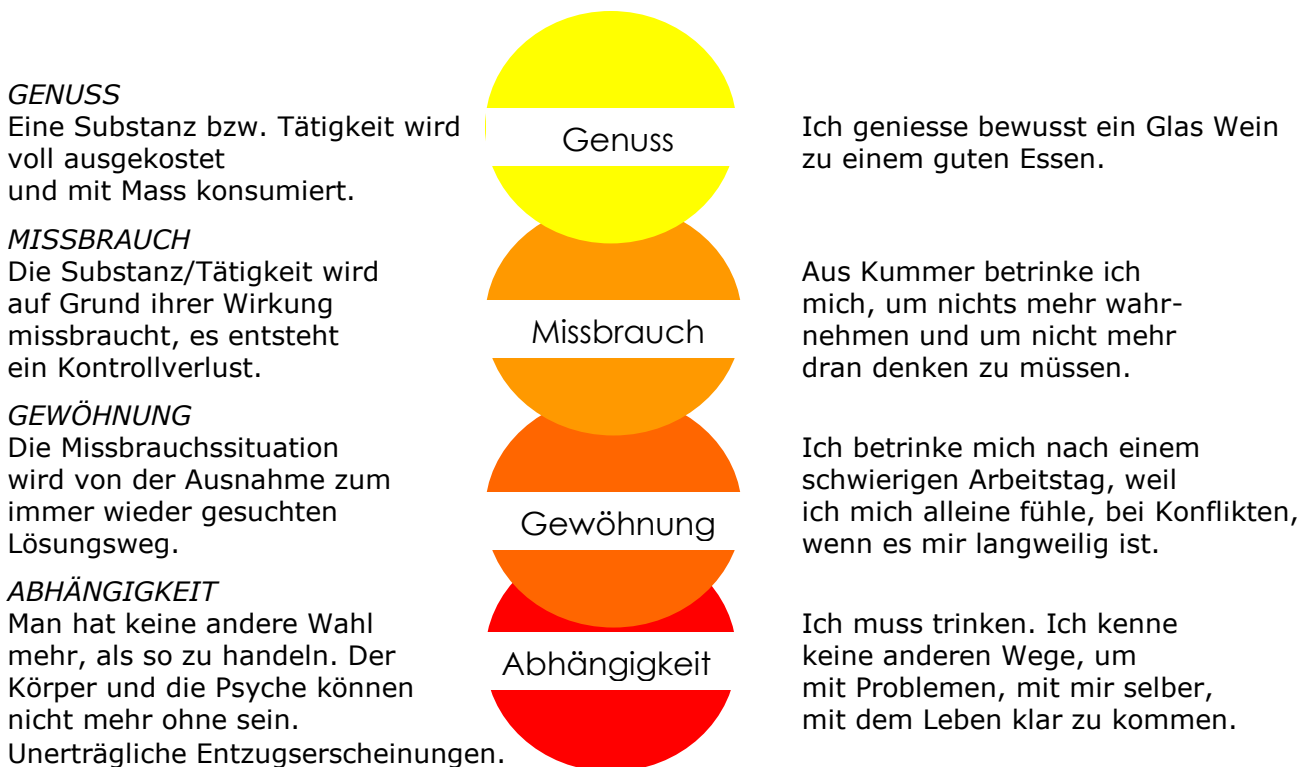 GENUSS
Eine Substanz bzw. Tätigkeit wird
voll ausgekostet
und mit Mass konsumiert.
Genuss
Ich geniesse bewusst ein Glas Wein
zu einem guten Essen.
MISSBRAUCH
Die Substanz/Tätigkeit wird
auf Grund ihrer Wirkung
missbraucht, es entsteht
ein Kontrollverlust.
Missbrauch
Aus Kummer betrinke ich
mich, um nichts mehr wahr-
nehmen und um nicht mehr
dran denken zu müssen.
GEWÖHNUNG
Die Missbrauchssituation
wird von der Ausnahme zum
immer wieder gesuchten
Lösungsweg.
Gewöhnung
Ich betrinke mich nach einem
schwierigen Arbeitstag, weil
ich mich alleine fühle, bei Konflikten,
wenn es mir langweilig ist.
ABHÄNGIGKEIT
Man hat keine andere Wahl
mehr, als so zu handeln. Der
Körper und die Psyche können
nicht mehr ohne sein.
Unerträgliche Entzugserscheinungen.
Abhängigkeit
Ich muss trinken. Ich kenne
keine anderen Wege, um
mit Problemen, mit mir selber,
mit dem Leben klar zu kommen.